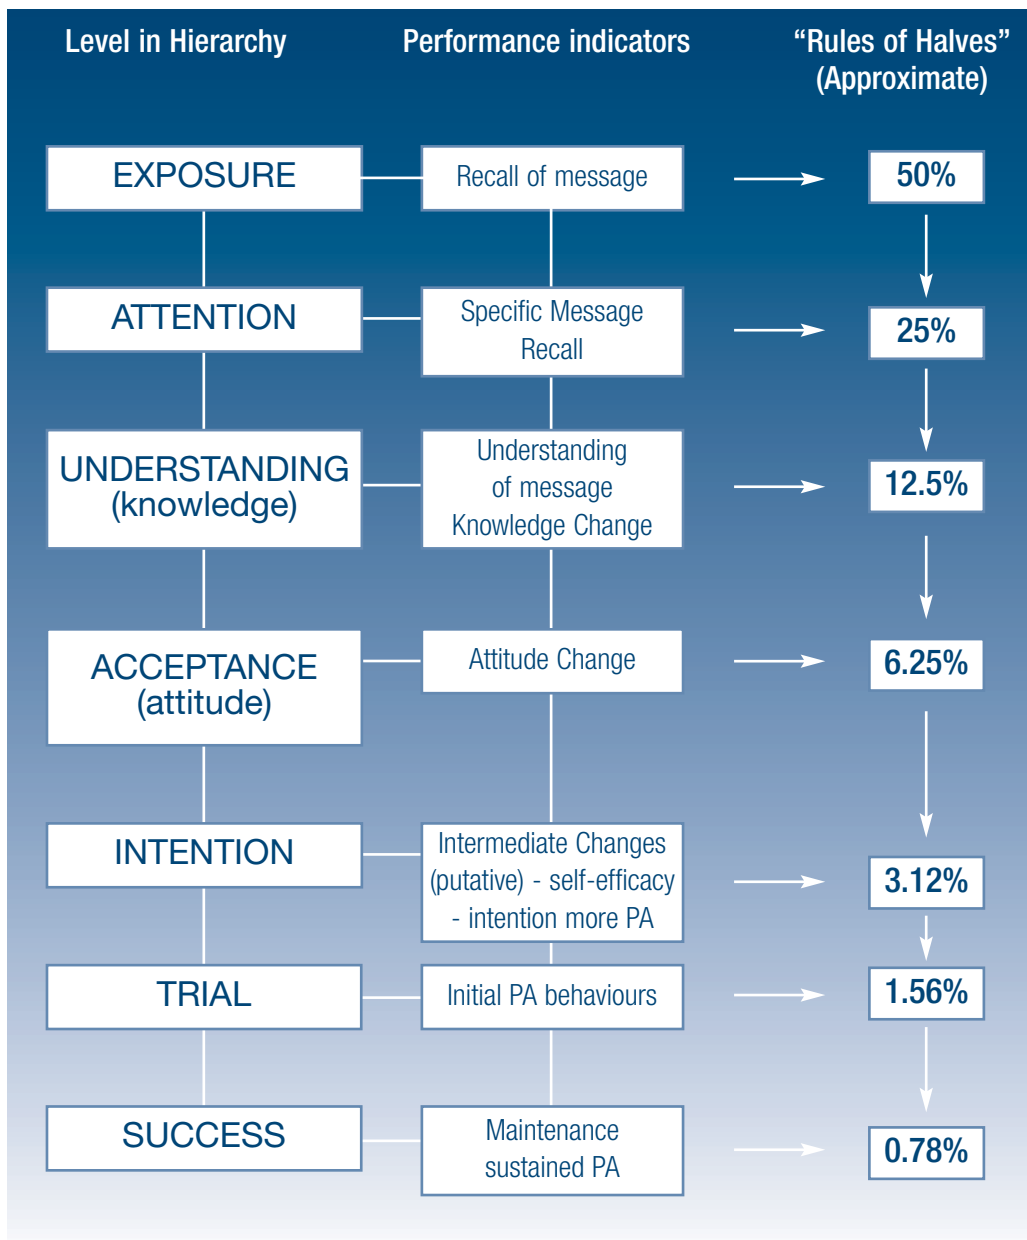 Level in Hierarchy
Performance indicators
“Rules of Halves”
(Approximate)
EXPOSURE
Recall of message
50%
ATTENTION
Specific Message
Recall
25%
UNDERSTANDING
(knowledge)
Understanding
of message
Knowledge Change
12.5%
ACCEPTANCE
(attitude)
Attitude Change
6.25%
INTENTION
Intermediate Changes
(putative) - self-efficacy
- intention more PA
3.12%
TRIAL
Initial PA behaviours
1.56%
SUCCESS
Maintenance
sustained PA
0.78%